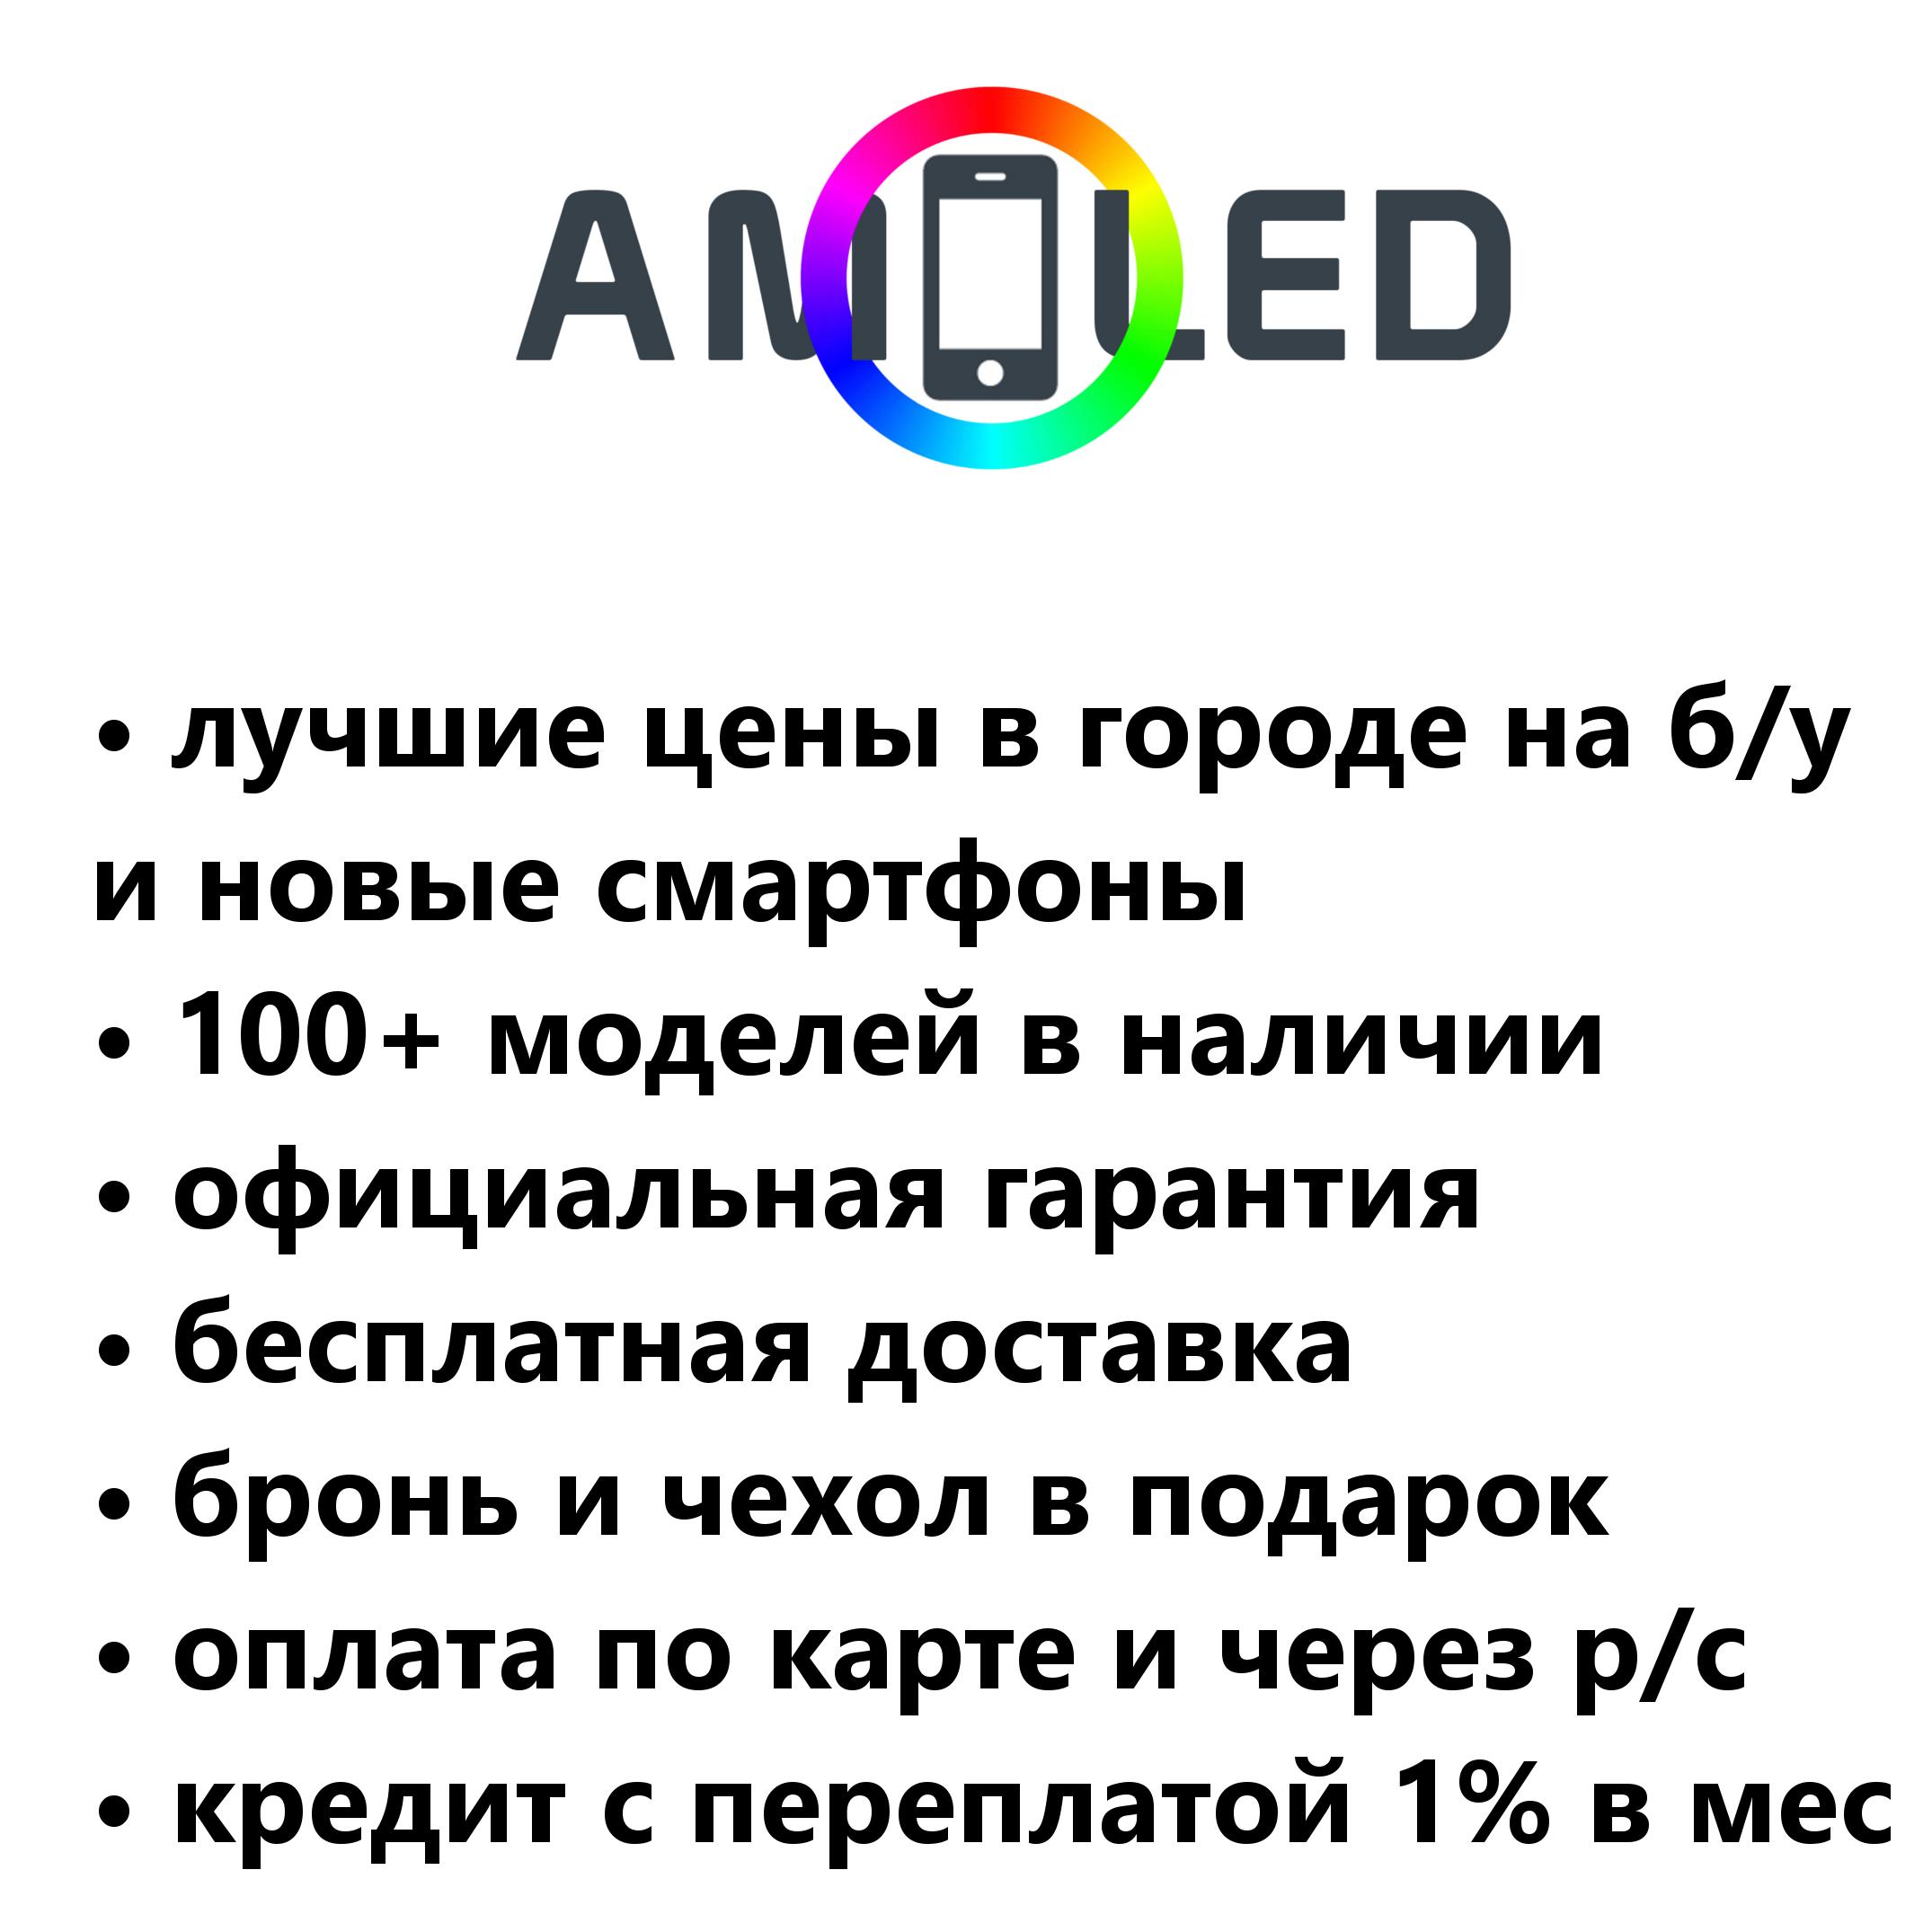 AMOLED
• лучшие цены в городе на б/у
и новые смартфоны
• 100+ моделей в наличии
• официальная гарантия
• бесплатная доставка
• бронь и чехол в подарок
• оплата по карте и через р/с
• кредит с переплатой 1% в мес